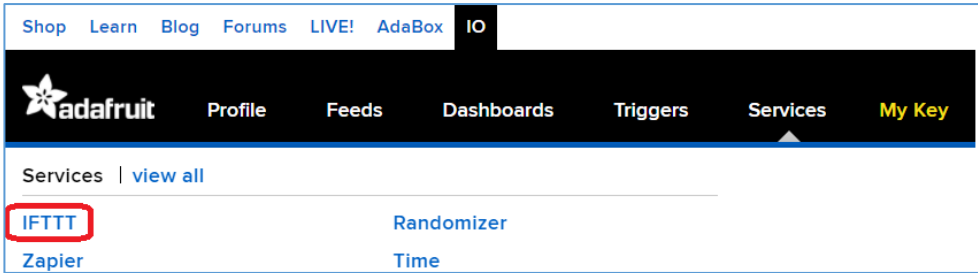 Shop Learn Blog Forums LIVE! AdaBox IO
adafruit Profile Feeds Dashboards Triggers Services My Key
Services | view all
IFTTT Randomizer
Zapier Time